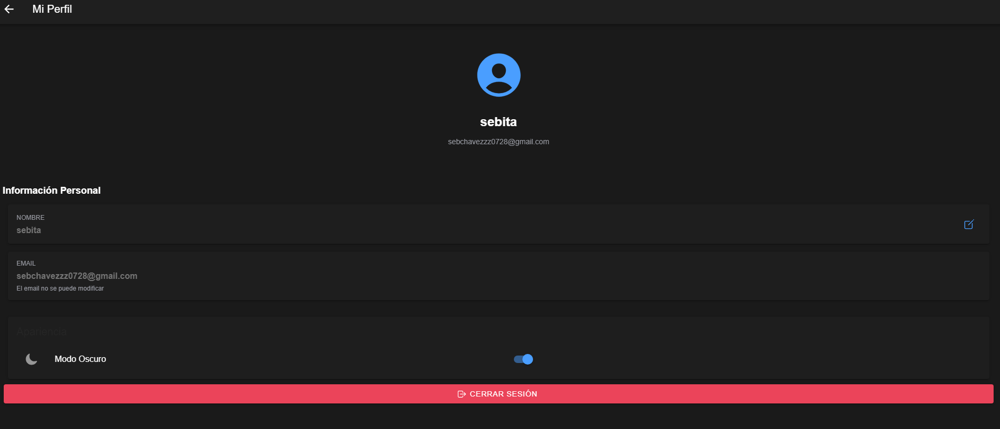 Mi Perfil
sebita
sebchavezzz0728@gmail.com
Información Personal
NOMBRE
sebita
EMAIL
sebchavezzz0728@gmail.com
El email no se puede modificar
Apariencia
Modo Oscuro
CERRAR SESIÓN